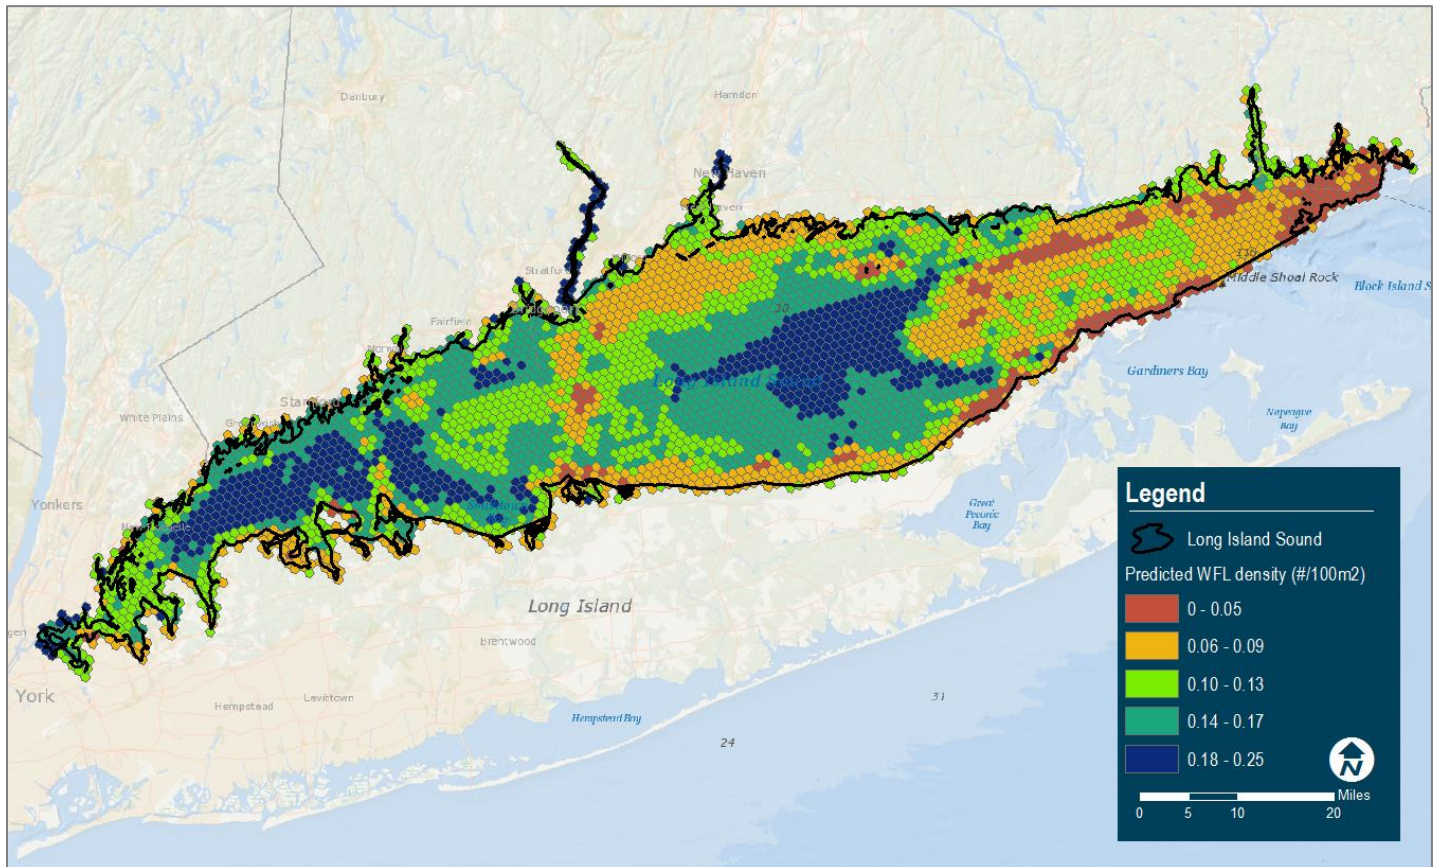 Danbury
Hamden
New Haven
Stratford
Fairfield
Middle Shoal Rock
Block Island S
20
Long Island Sound
Gardiners Bay
White Plains
Napeague
Bay
Yonkers
Great
Peconic
Bay
Long Island
Brentwood
York
Levittown
Hempstead
Hempstead Bay
31
24
Legend
Long Island Sound
Predicted WFL density (#/100m2)
0 - 0.05
0.06 - 0.09
0.10 - 0.13
0.14 - 0.17
0.18 - 0.25
N
Miles
0 5 10 20